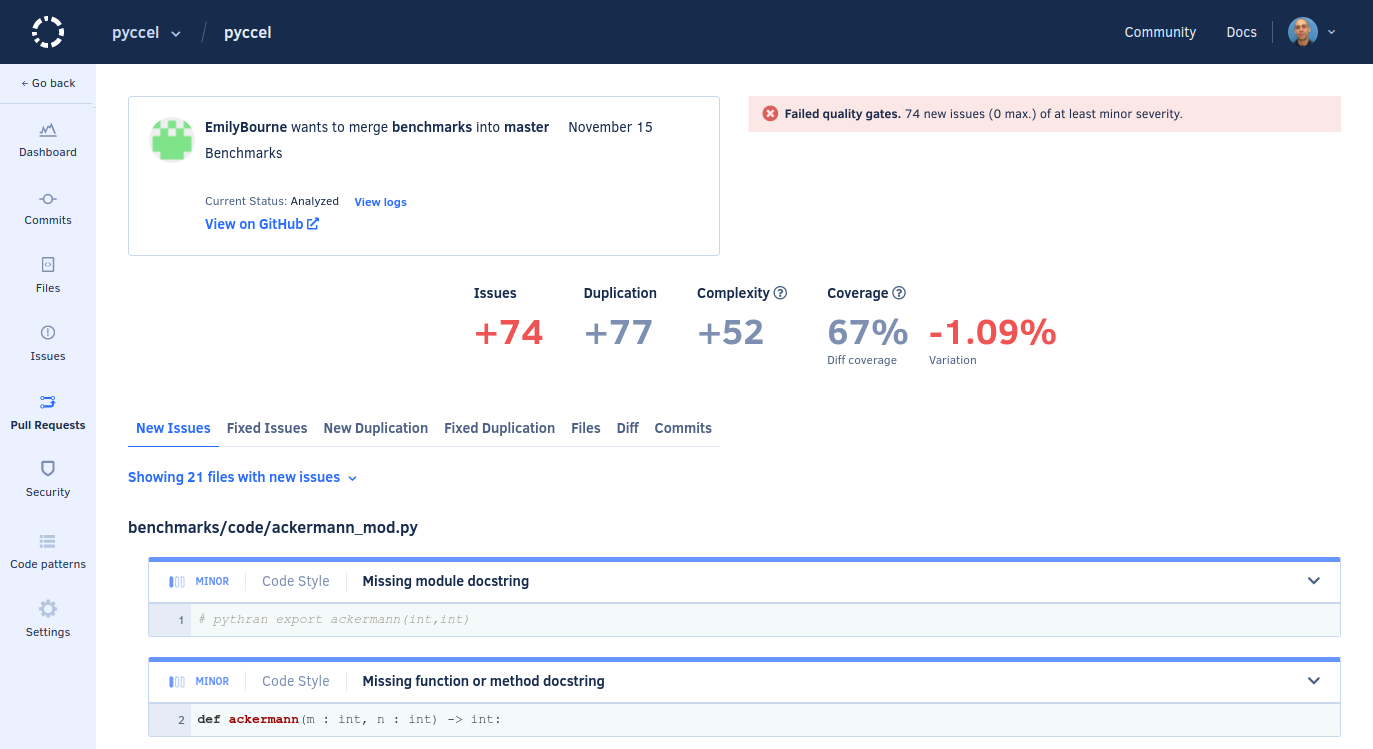 pyccel / pyccel Community Docs
← Go back
Dashboard
Commits
Files
Issues
Pull Requests
Security
Code patterns
Settings
EmilyBourne wants to merge benchmarks into master November 15
Benchmarks
Current Status: Analyzed View logs
View on GitHub
Failed quality gates. 74 new issues (0 max.) of at least minor severity.
Issues Duplication Complexity ? Coverage ?
+74 +77 +52 67% -1.09%
Diff coverage Variation
New Issues Fixed Issues New Duplication Fixed Duplication Files Diff Commits
Showing 21 files with new issues
benchmarks/code/ackermann_mod.py
MINOR Code Style Missing module docstring
1 # pythran export ackermann(int,int)
MINOR Code Style Missing function or method docstring
2 def ackermann(m : int, n : int) -> int: